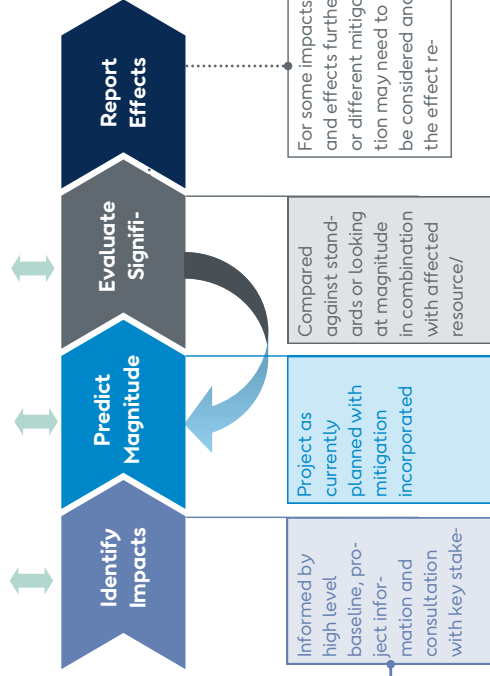 Identify
Impacts
Predict
Magnitude
Evaluate
Signifi-
Report
Effects
Informed by
high level
baseline, pro-
ject infor-
mation and
consultation
with key stake-
Project as
currently
planned with
mitigation
incorporated
Compared
against stand-
ards or looking
at magnitude
in combination
with affected
resource/
For some impacts
and effects furthe
or different mitiga
tion may need to
be considered and
the effect re-